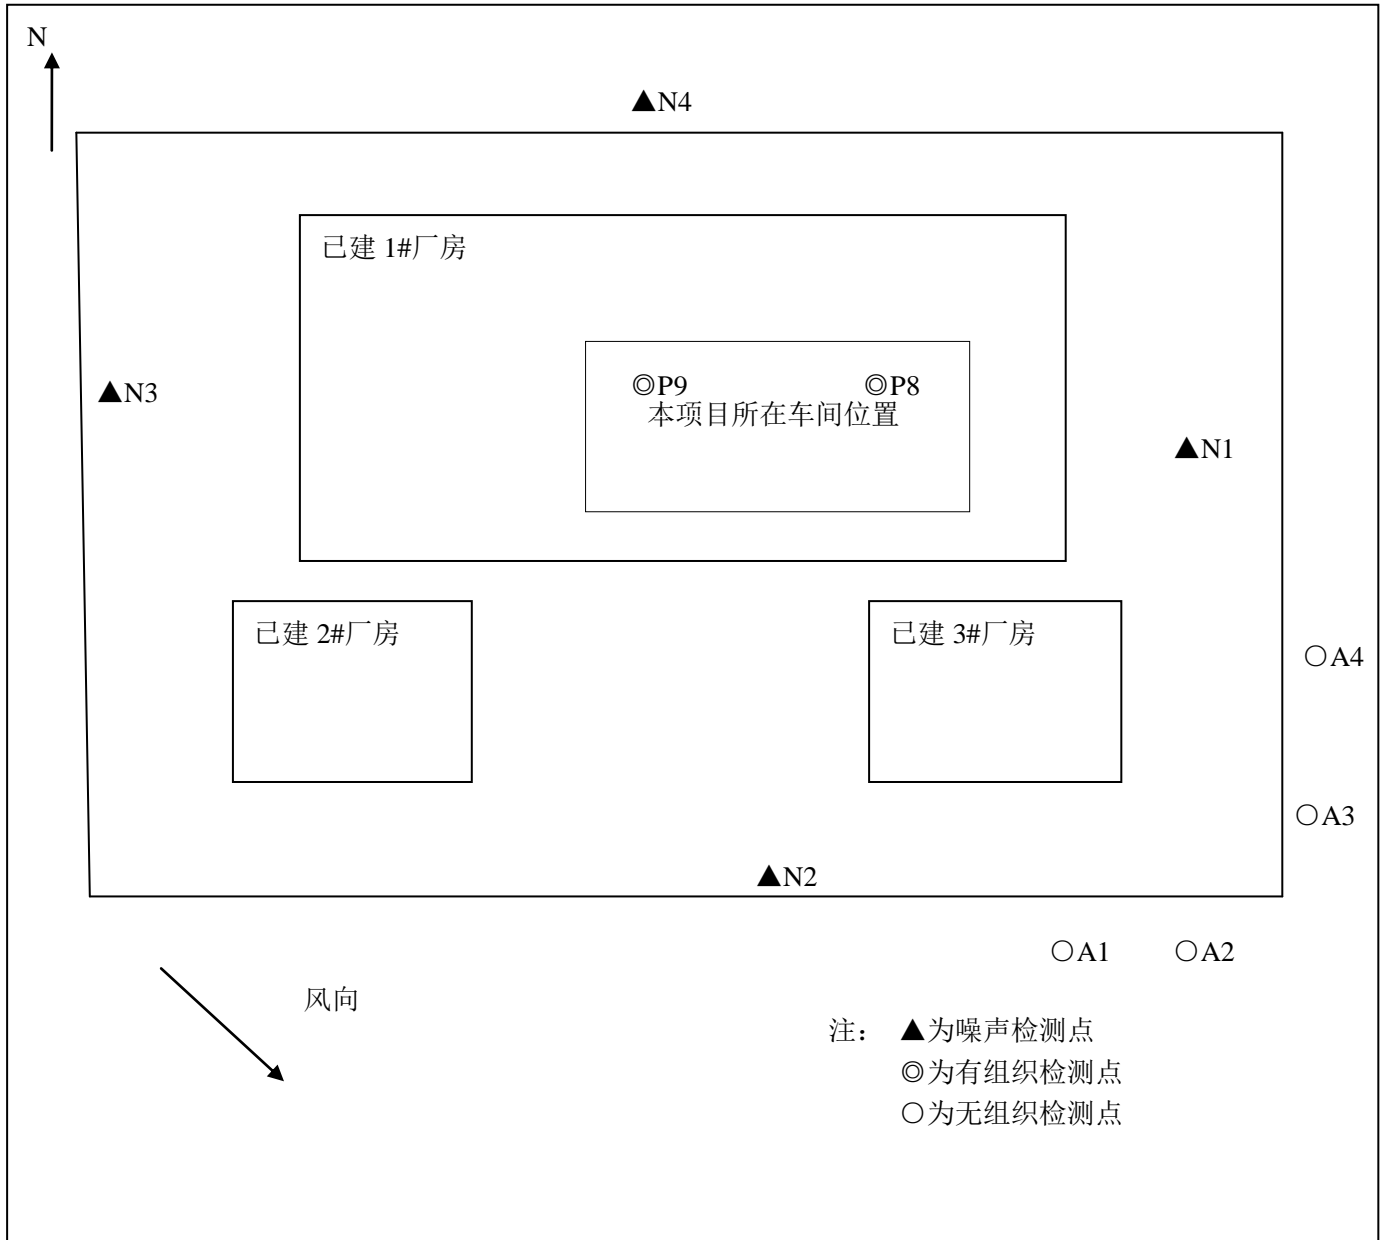 N
▲N4
已建 1#厂房
◎P9
◎P8
本项目所在车间位置
▲N3
▲N1
已建 2#厂房
已建 3#厂房
○A4
○A3
▲N2
○A1
○A2
风向
注： ▲为噪声检测点
◎为有组织检测点
○为无组织检测点